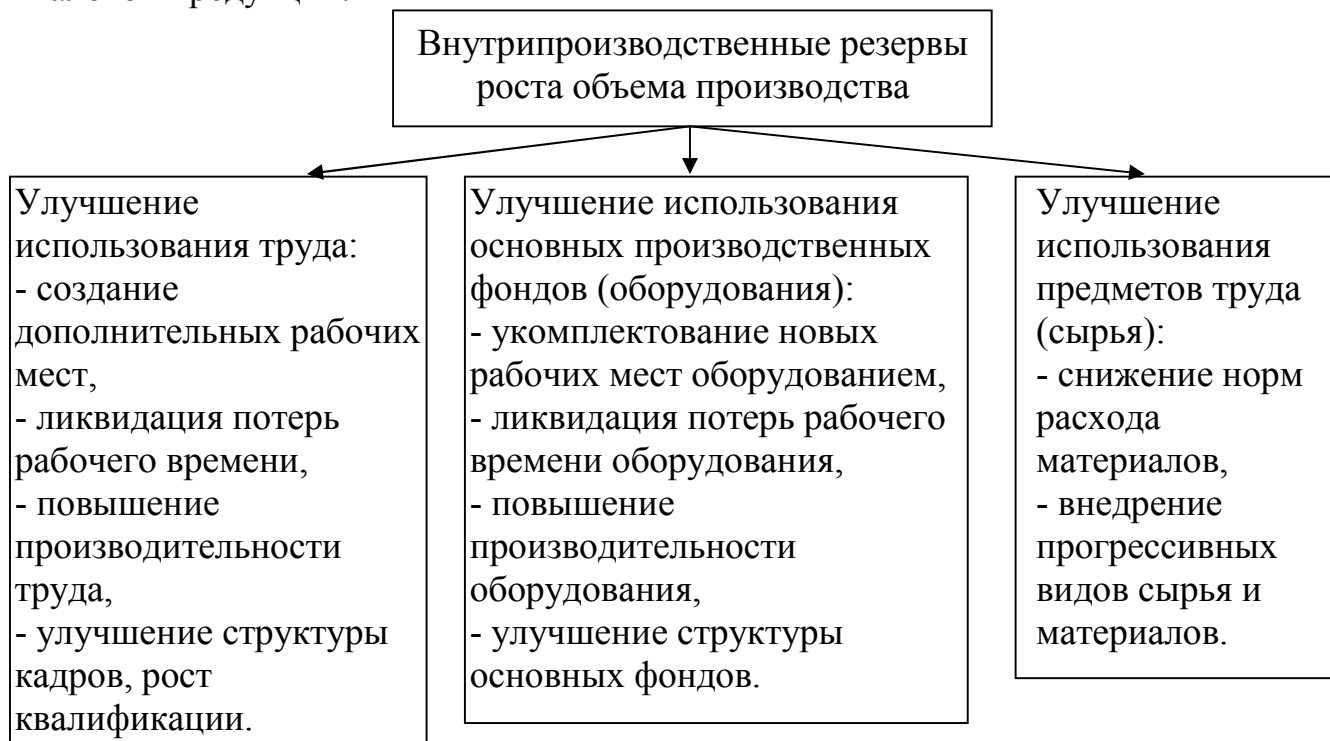 Внутрипроизводственные резервы
роста объема производства
Улучшение
использования труда:
- создание
дополнительных рабочих
мест,
- ликвидация потерь
рабочего времени,
- повышение
производительности
труда,
- улучшение структуры
кадров, рост
квалификации.
Улучшение использования
основных производственных
фондов (оборудования):
- укомплектование новых
рабочих мест оборудованием,
- ликвидация потерь рабочего
времени оборудования,
- повышение
производительности
оборудования,
- улучшение структуры
основных фондов.
Улучшение
использования
предметов труда
(сырья):
- снижение норм
расхода
материалов,
- внедрение
прогрессивных
видов сырья и
материалов.